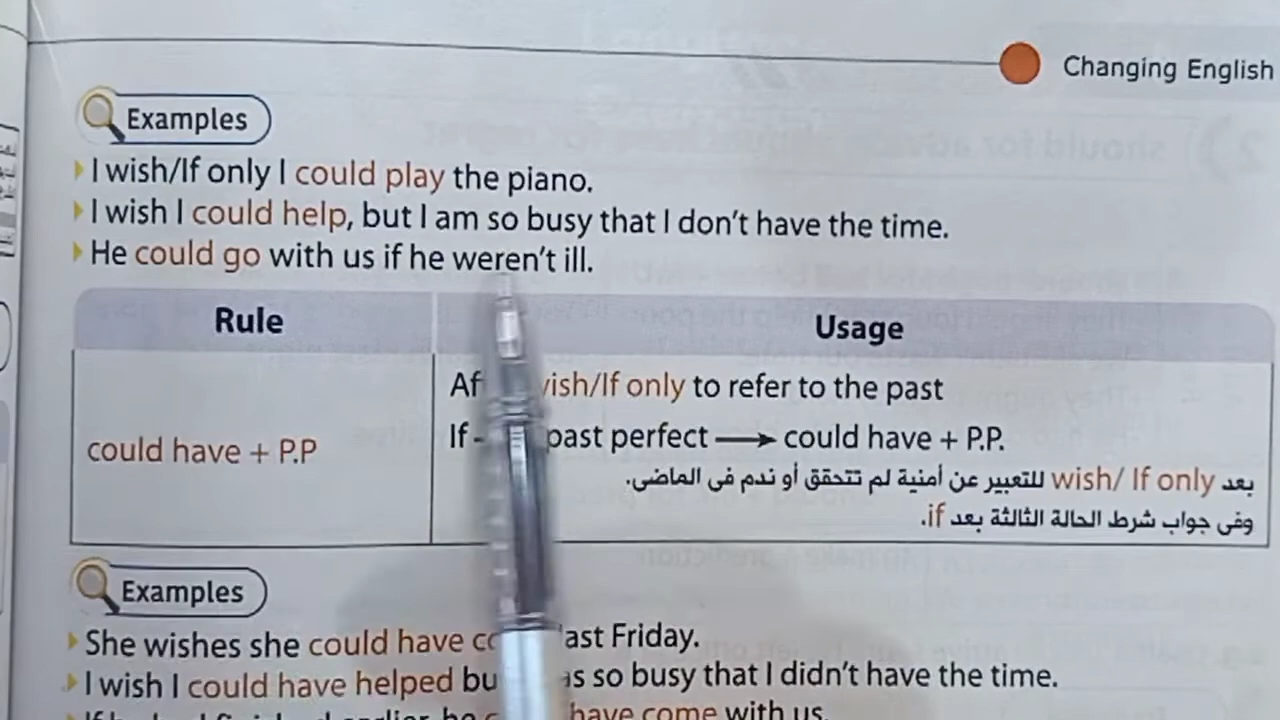 Changing English
Examples
I wish/If only I could play the piano.
I wish I could help, but I am so busy that I don't have the time.
He could go with us if he weren't ill.
Rule
Usage
wish/If only to refer to the past
If past perfect → could have + P.P.
could have + P.P
بعد wish/ If only للتعبير عن أمنية لم تتحقق أو ندم فى الماضى.
وفى جواب شرط الحالة الثالثة بعد if.
Examples
She wishes she could have last Friday.
I wish I could have helped so busy that I didn't have the time.
earlier, he have come with us.